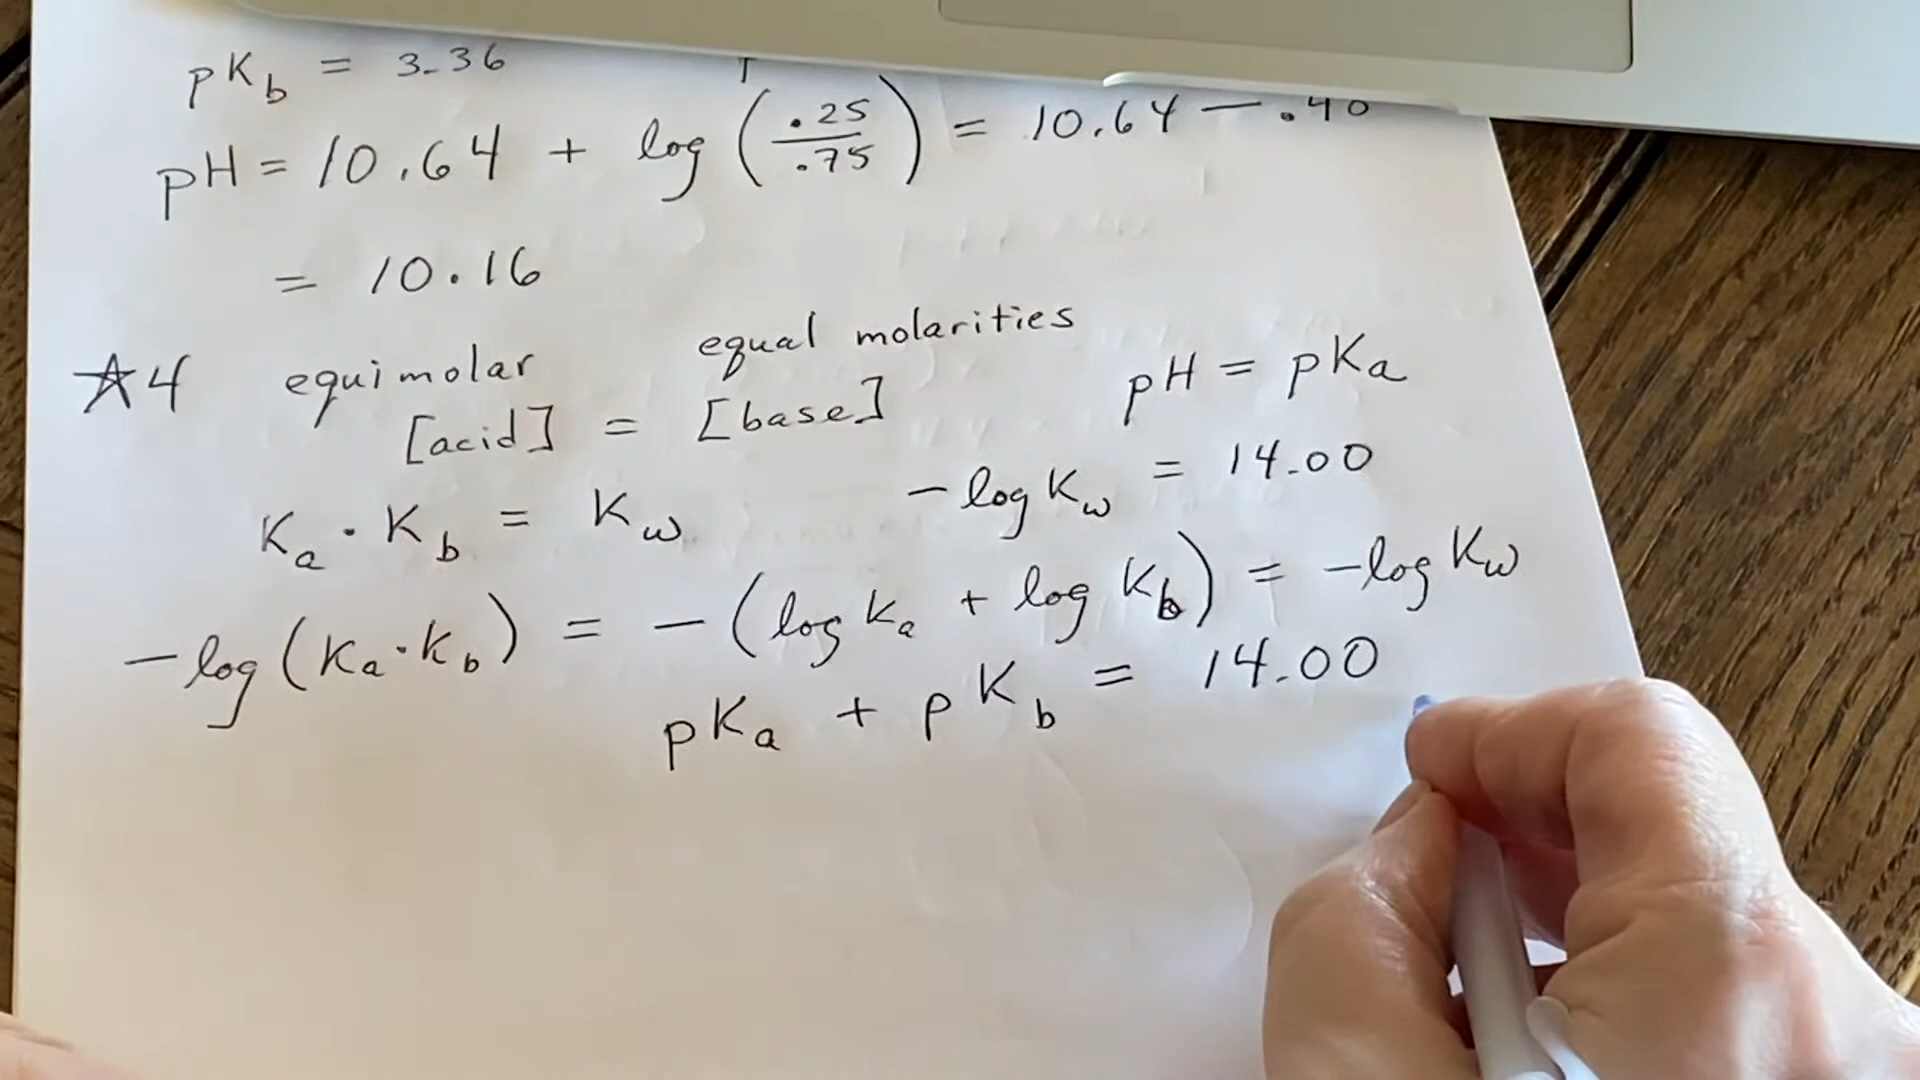 pKb = 3.36
pH = 10.64 + log (.25/.75) = 10.64 — .48
= 10.16
☆4 equimolar equal molarities
[acid] = [base] pH = pKa
Ka · Kb = Kw -log Kw = 14.00
-log (Ka · Kb) = - (log Ka + log Kb) = -log Kw
pKa + pKb = 14.00